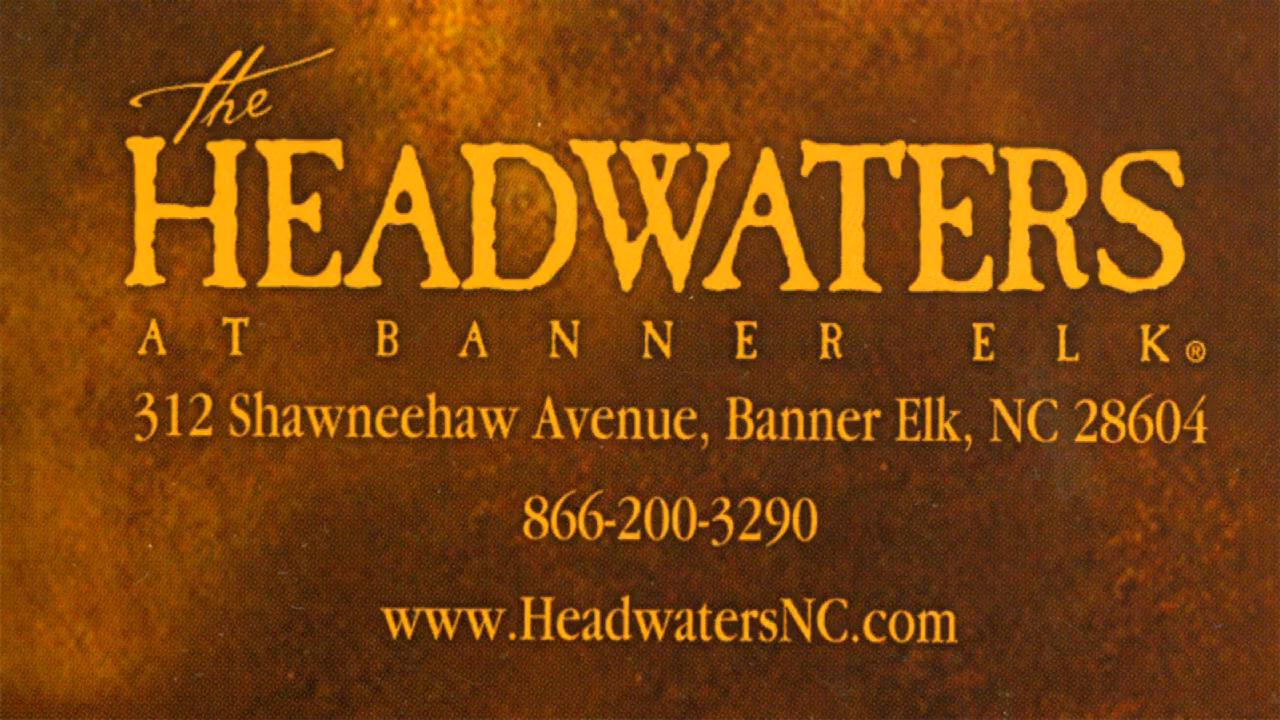 the
HEADWATERS
AT BANNER ELK®
312 Shawneehaw Avenue, Banner Elk, NC 28604
866-200-3290
www.HeadwatersNC.com